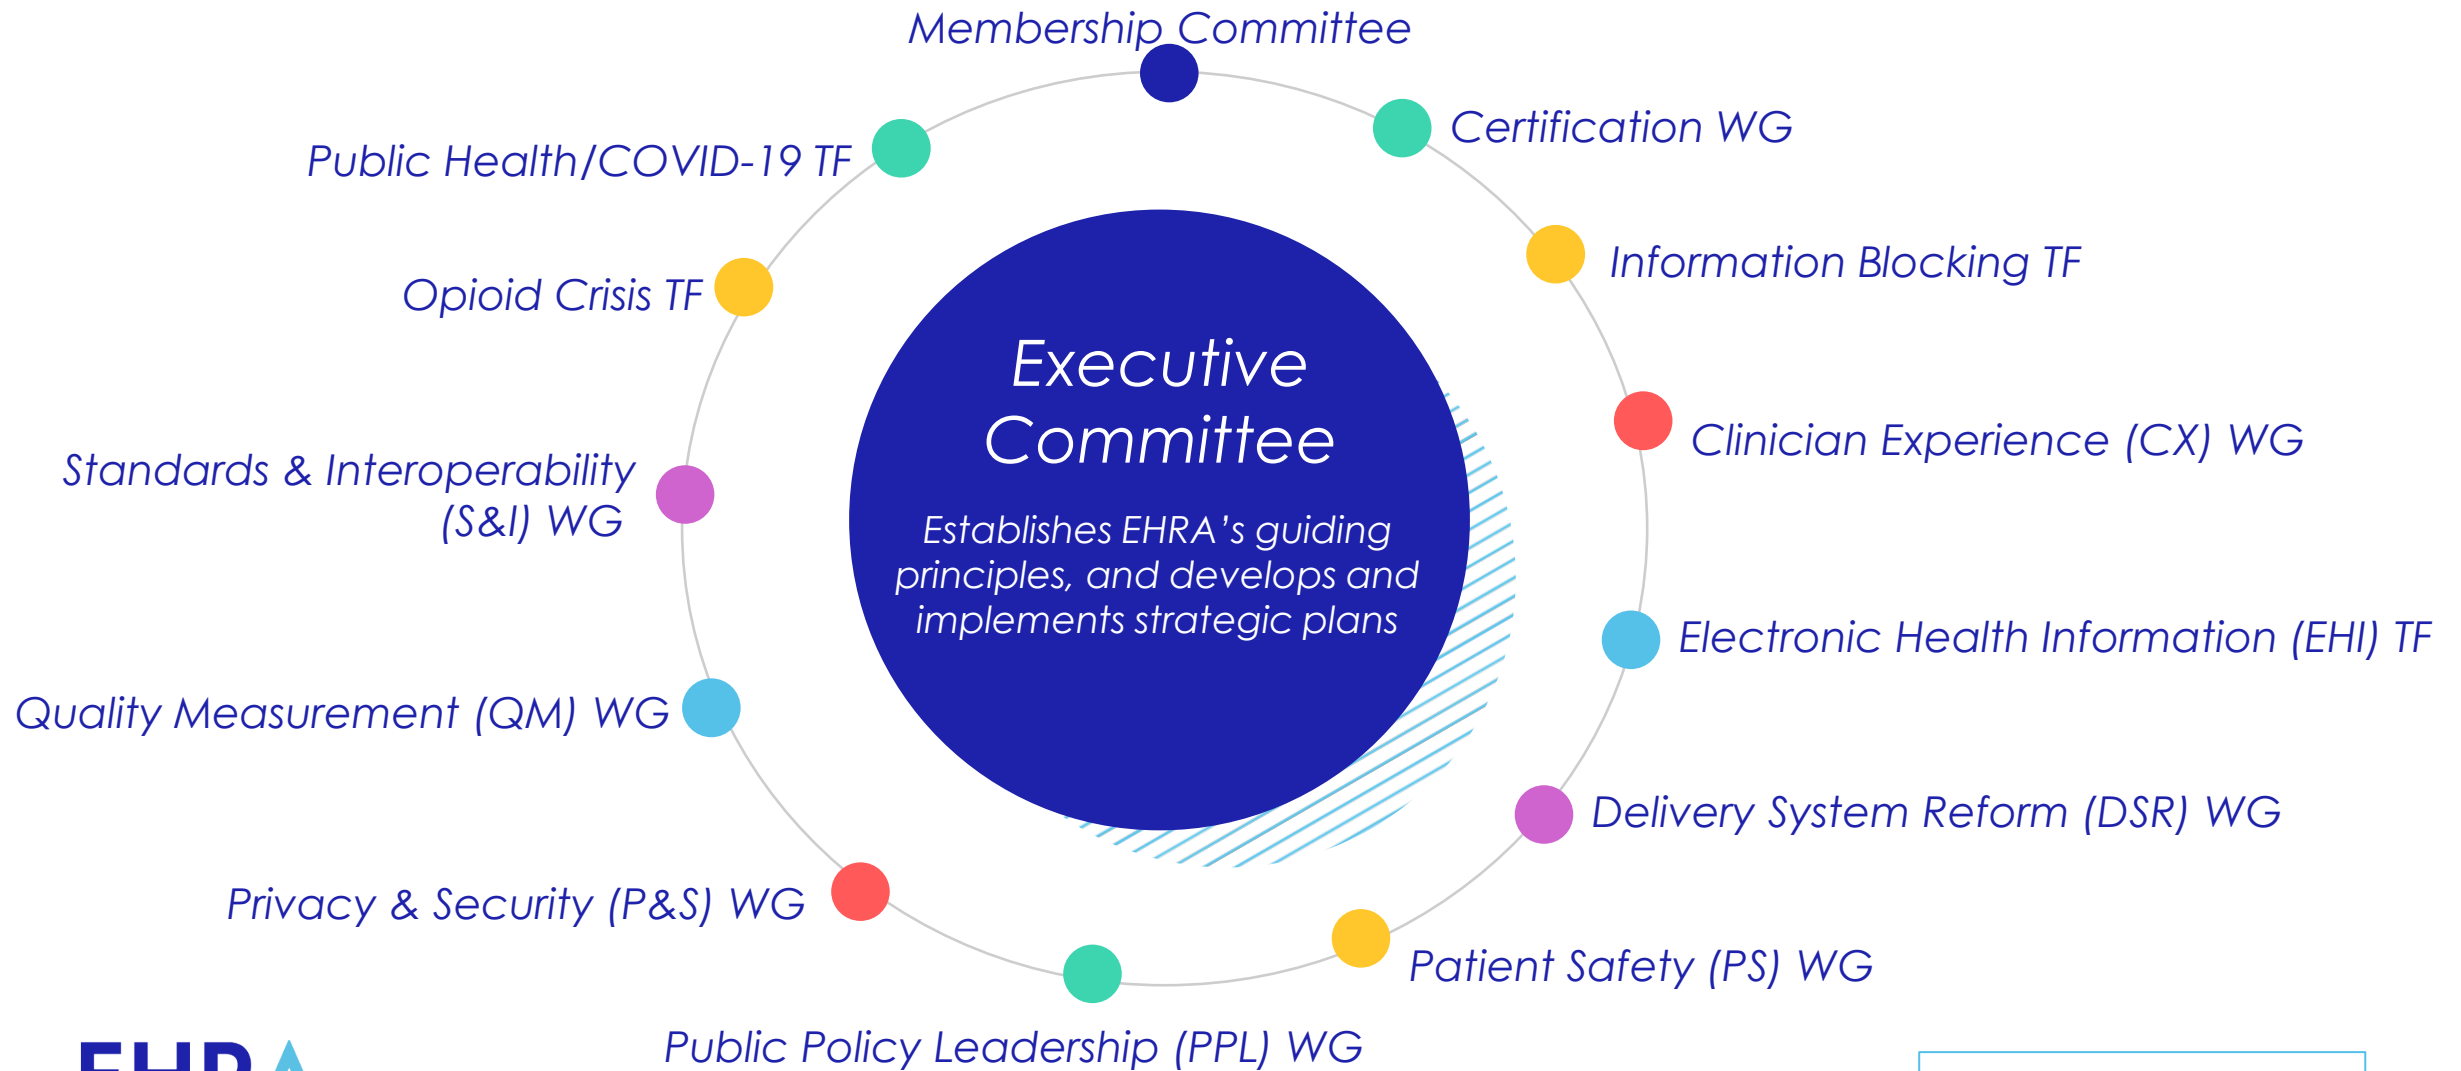 Membership Committee
Certification WG
Public Health/COVID-19 TF
Information Blocking TF
Opioid Crisis TF
Executive
Committee
Establishes EHRA’s guiding
principles, and develops and
implements strategic plans
Clinician Experience (CX) WG
Standards & Interoperability
(S&I) WG
Electronic Health Information (EHI) TF
Quality Measurement (QM) WG
Delivery System Reform (DSR) WG
Privacy & Security (P&S) WG
Patient Safety (PS) WG
Public Policy Leadership (PPL) WG
EHRA